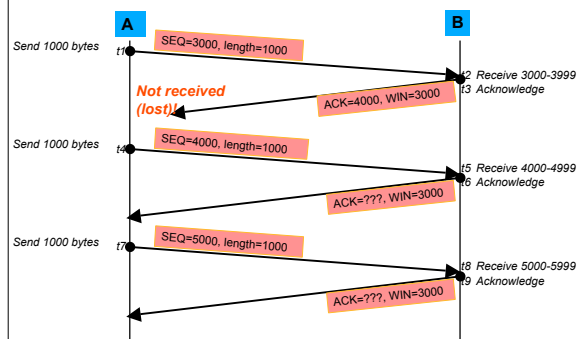 A
B
Send 1000 bytes
t1
SEQ=3000, length=1000
t2 Receive 3000-3999
t3 Acknowledge
Not received
(lost)!
ACK=4000, WIN=3000
Send 1000 bytes
t4
SEQ=4000, length=1000
t5 Receive 4000-4999
t6 Acknowledge
ACK=???, WIN=3000
Send 1000 bytes
t7
SEQ=5000, length=1000
t8 Receive 5000-5999
t9 Acknowledge
ACK=???, WIN=3000